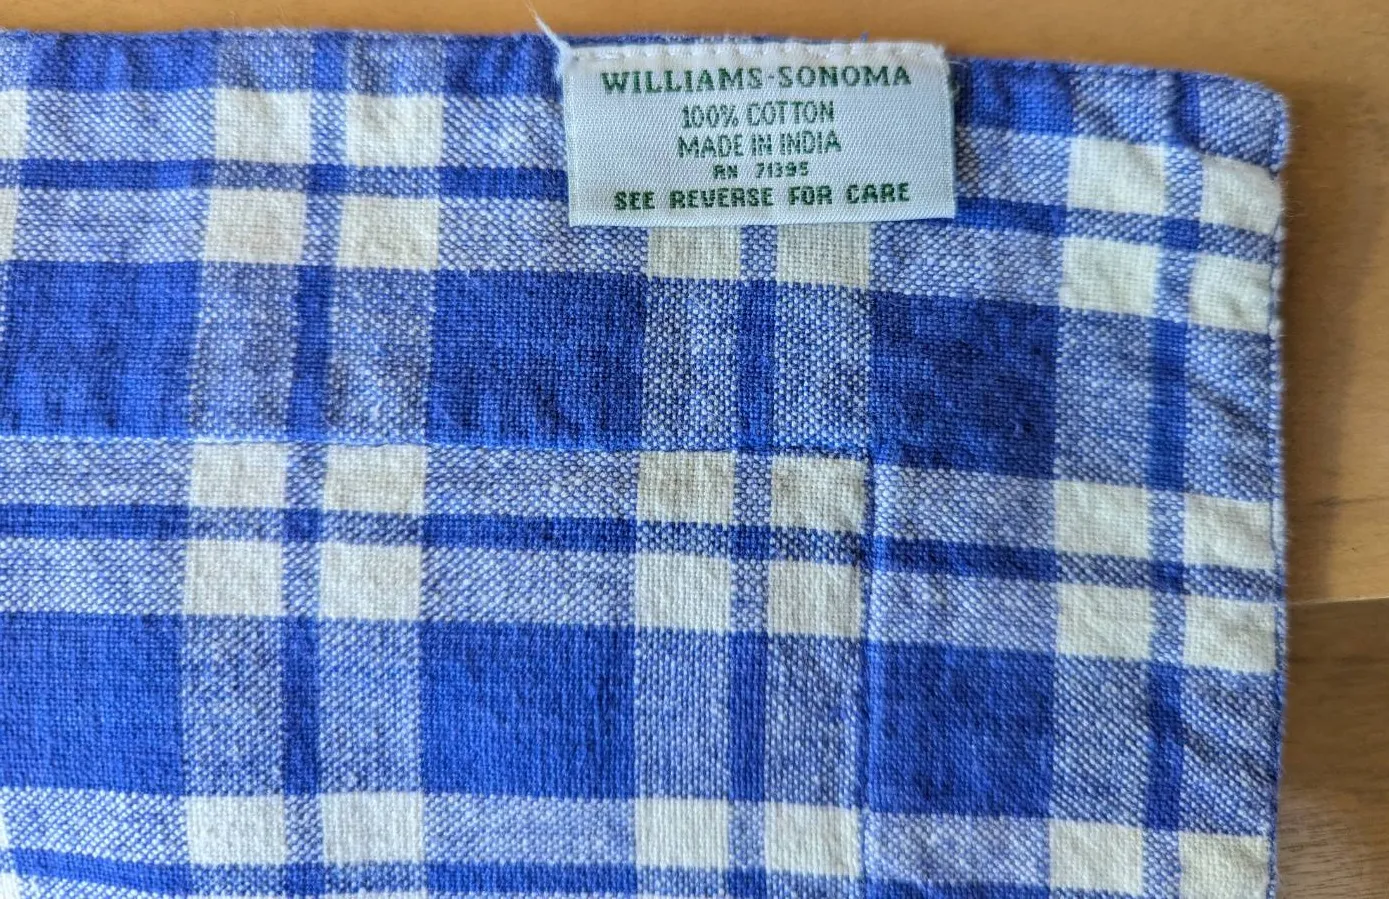 WILLIAMS-SONOMA
100% COTTON
MADE IN INDIA
RN 71395
SEE REVERSE FOR CARE